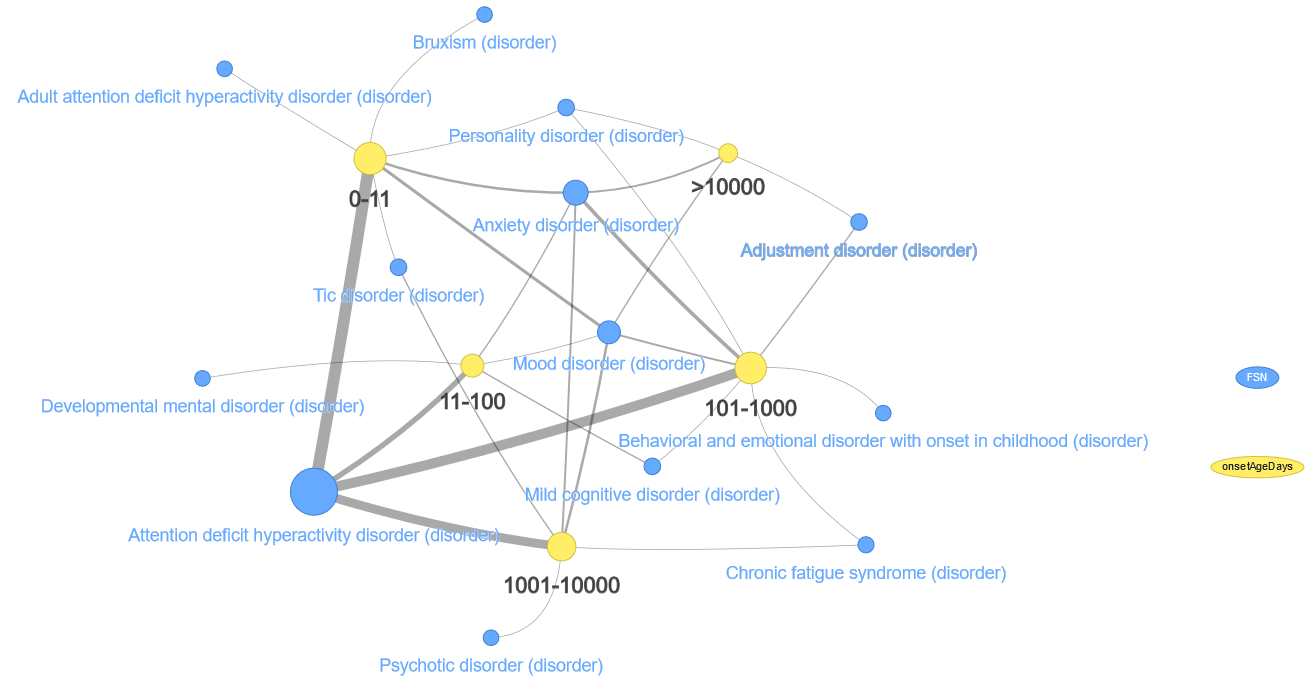 Bruxism (disorder)
Adult attention deficit hyperactivity disorder (disorder)
Personality disorder (disorder)
>10000
0-11
Anxiety disorder (disorder)
Adjustment disorder (disorder)
Tic disorder (disorder)
Mood disorder (disorder)
FSN
11-100
Developmental mental disorder (disorder)
101-1000
Behavioral and emotional disorder with onset in childhood (disorder)
onsetAgeDays
Mild cognitive disorder (disorder)
Attention deficit hyperactivity disorder (disorder)
Chronic fatigue syndrome (disorder)
1001-10000
Psychotic disorder (disorder)